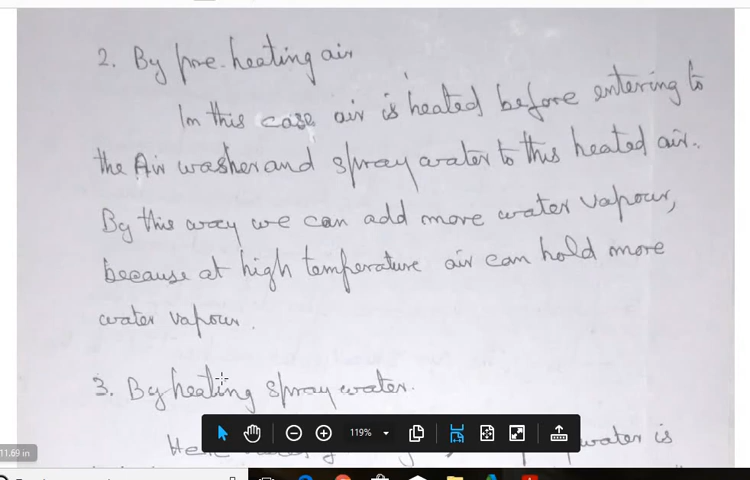 2. By pre-heating air
In this case air is heated before entering to
the Air washer and spray water to this heated air.
By this way we can add more water vapour,
because at high temperature air can hold more
water vapour.
3. By heating spray water.
119%
water is
11.69 in